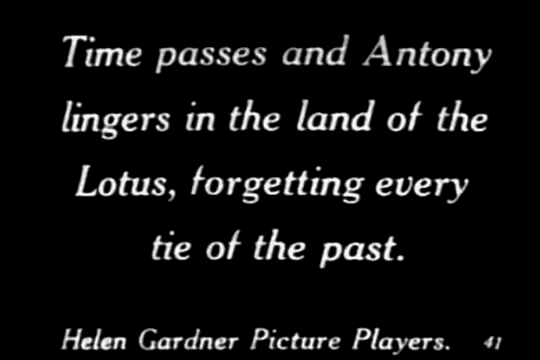 Time passes and Antony
lingers in the land of the
Lotus, forgetting every
tie of the past.
Helen Gardner Picture Players. 41